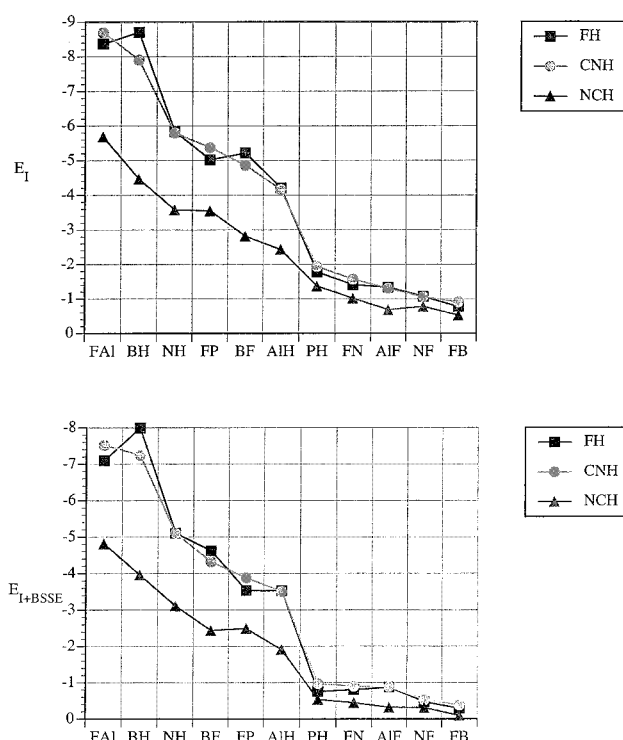 -9
-8
-7
-6
-5
-4
-3
-2
-1
0
E_I
FAl BH NH FP BF AlH PH FN AlF NF FB
FH
CNH
NCH
-8
-7
-6
-5
-4
-3
-2
-1
0
E_I+BSSE
FAl BH NH BF FP AlH PH FN AlF NF FB
FH
CNH
NCH